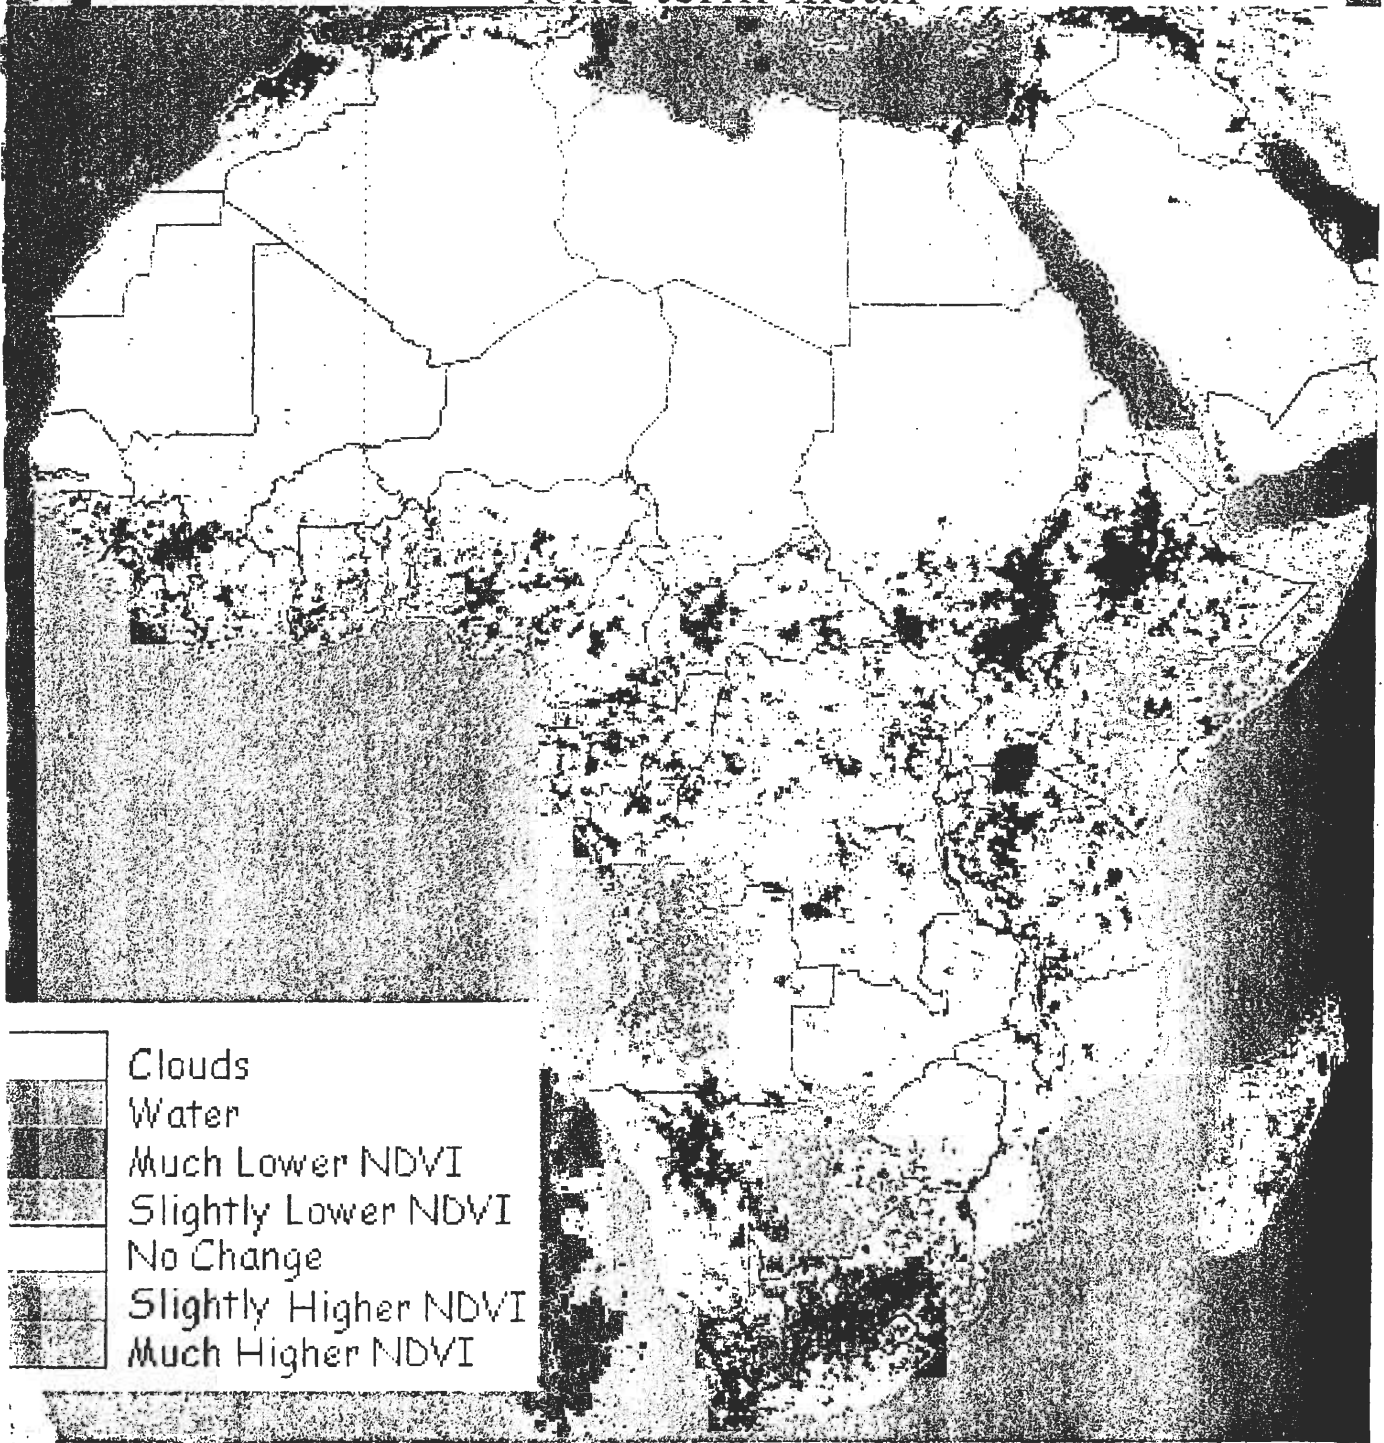 Clouds
Water
Much Lower NDVI
Slightly Lower NDVI
No Change
Slightly Higher NDVI
Much Higher NDVI